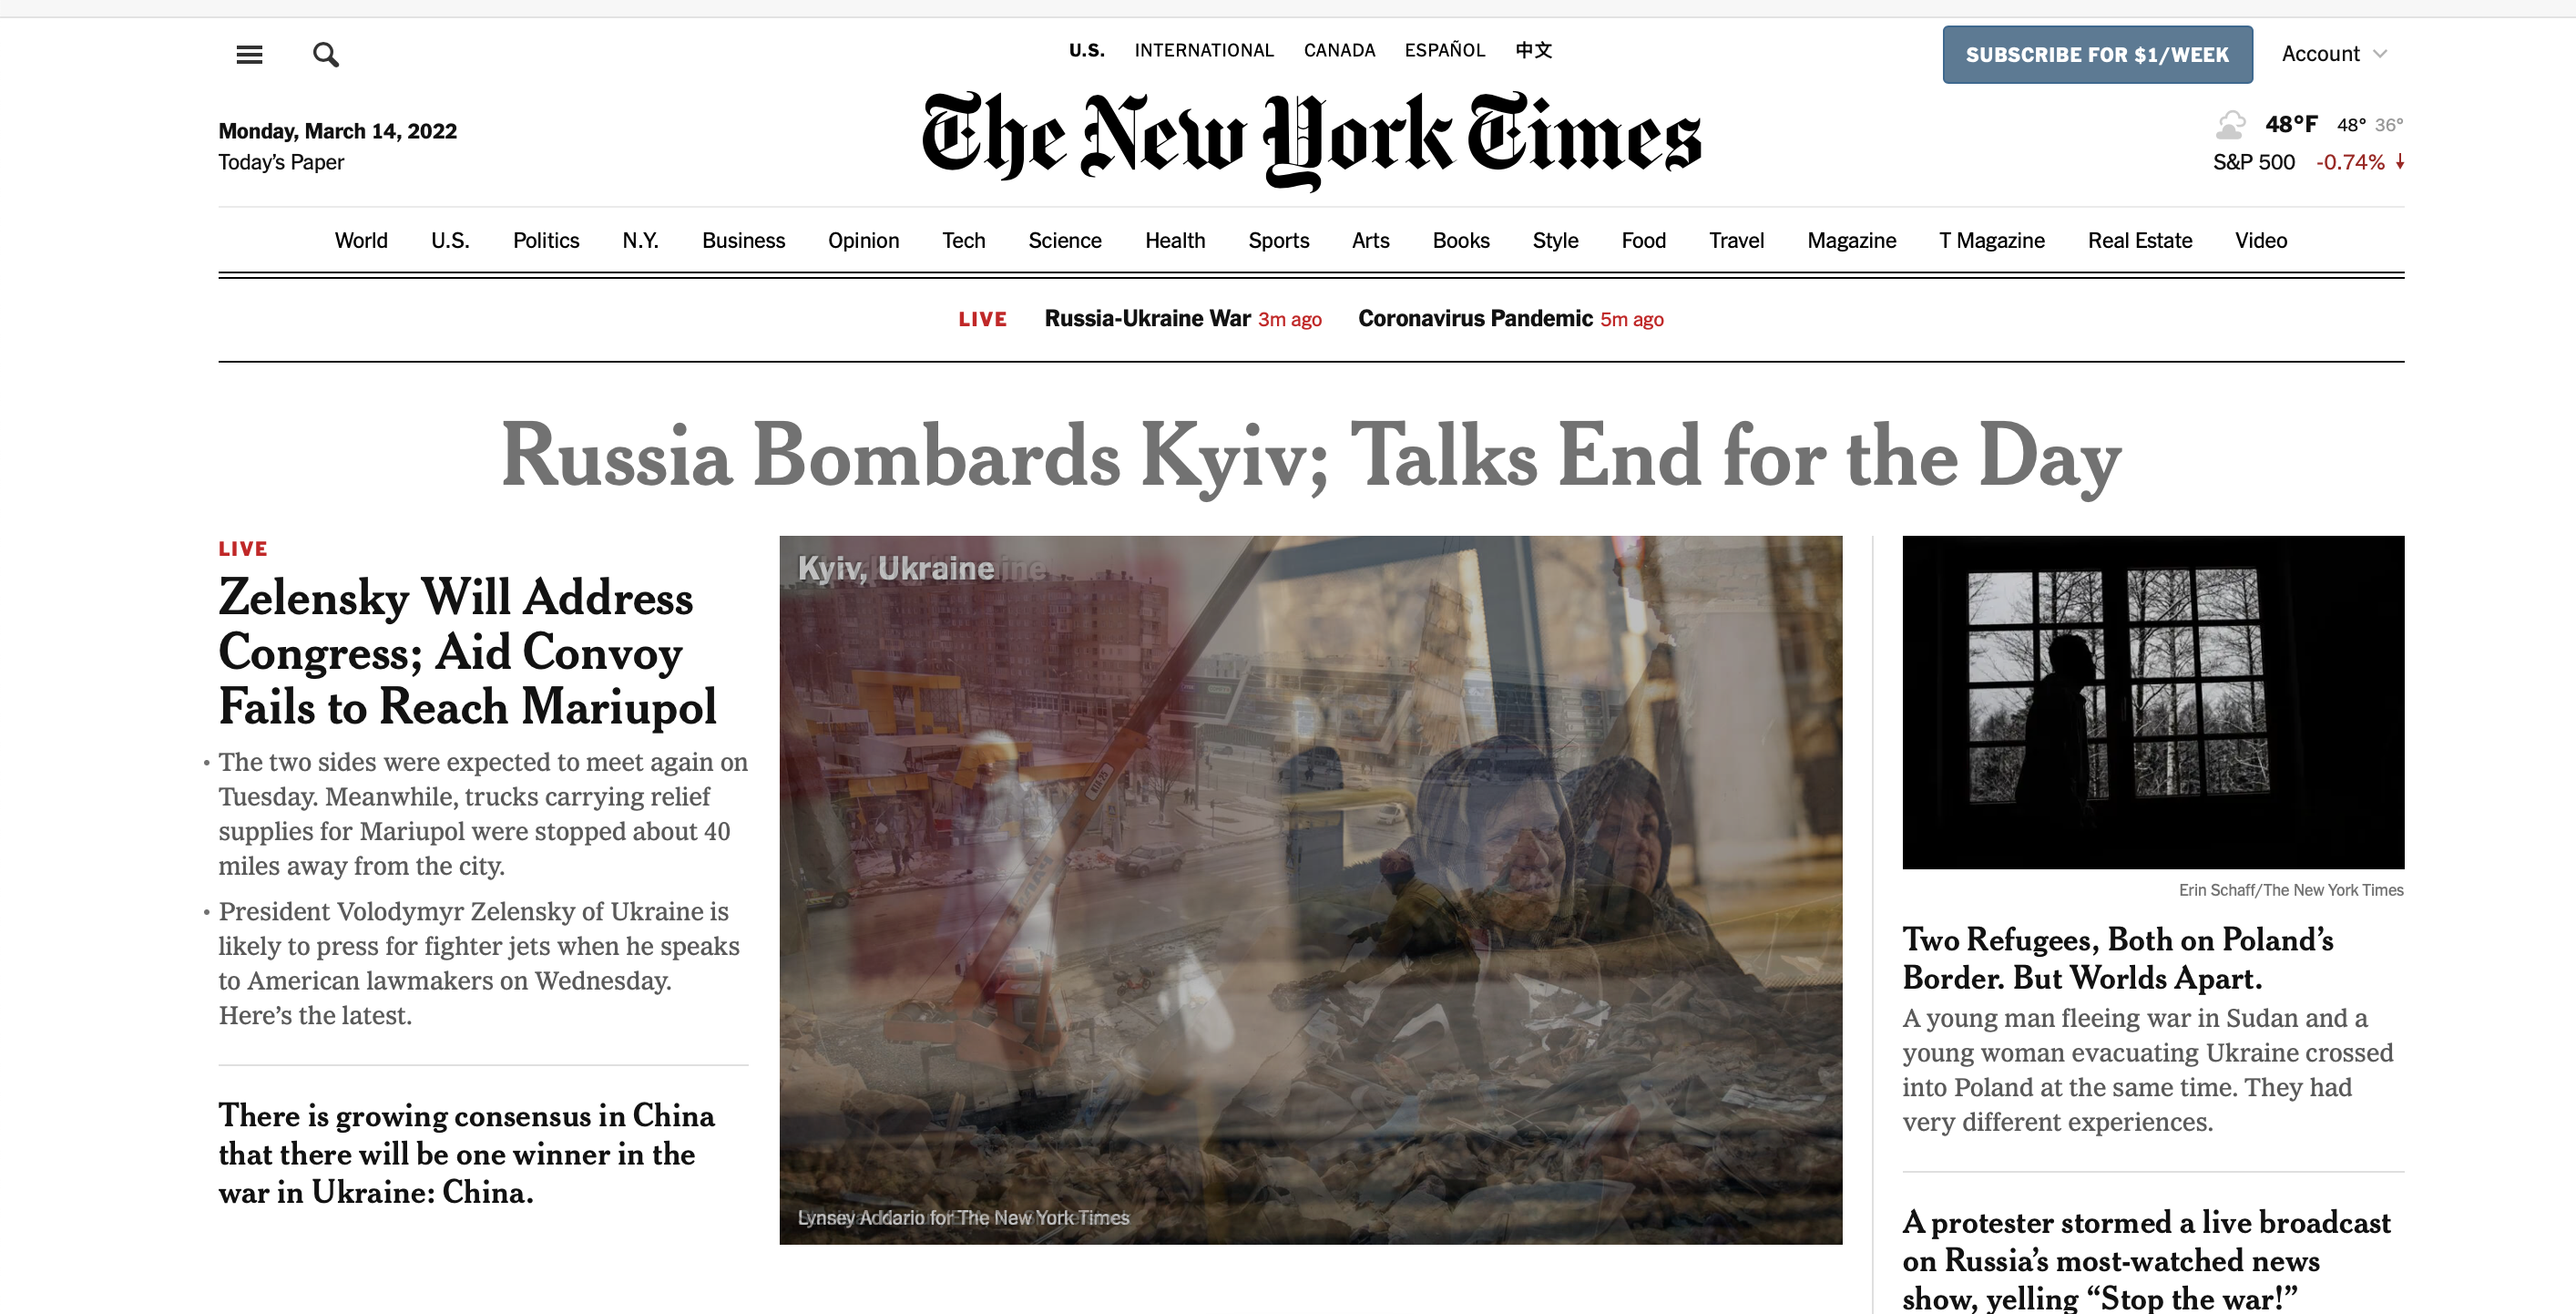 U.S. INTERNATIONAL CANADA ESPAÑOL 中文
SUBSCRIBE FOR $1/WEEK
Account
Monday, March 14, 2022
Today's Paper
The New York Times
48°F 48° 36°
S&P 500 -0.74%
World U.S. Politics N.Y. Business Opinion Tech Science Health Sports Arts Books Style Food Travel Magazine T Magazine Real Estate Video
LIVE Russia-Ukraine War 3m ago Coronavirus Pandemic 5m ago
Russia Bombards Kyiv; Talks End for the Day
LIVE
Zelensky Will Address
Congress; Aid Convoy
Fails to Reach Mariupol
• The two sides were expected to meet again on
Tuesday. Meanwhile, trucks carrying relief
supplies for Mariupol were stopped about 40
miles away from the city.
• President Volodymyr Zelensky of Ukraine is
likely to press for fighter jets when he speaks
to American lawmakers on Wednesday.
Here's the latest.
There is growing consensus in China
that there will be one winner in the
war in Ukraine: China.
Kyiv, Ukraine
Lynsey Addario for The New York Times
Erin Schaff/The New York Times
Two Refugees, Both on Poland's
Border. But Worlds Apart.
A young man fleeing war in Sudan and a
young woman evacuating Ukraine crossed
into Poland at the same time. They had
very different experiences.
A protester stormed a live broadcast
on Russia's most-watched news
show, yelling “Stop the war!”